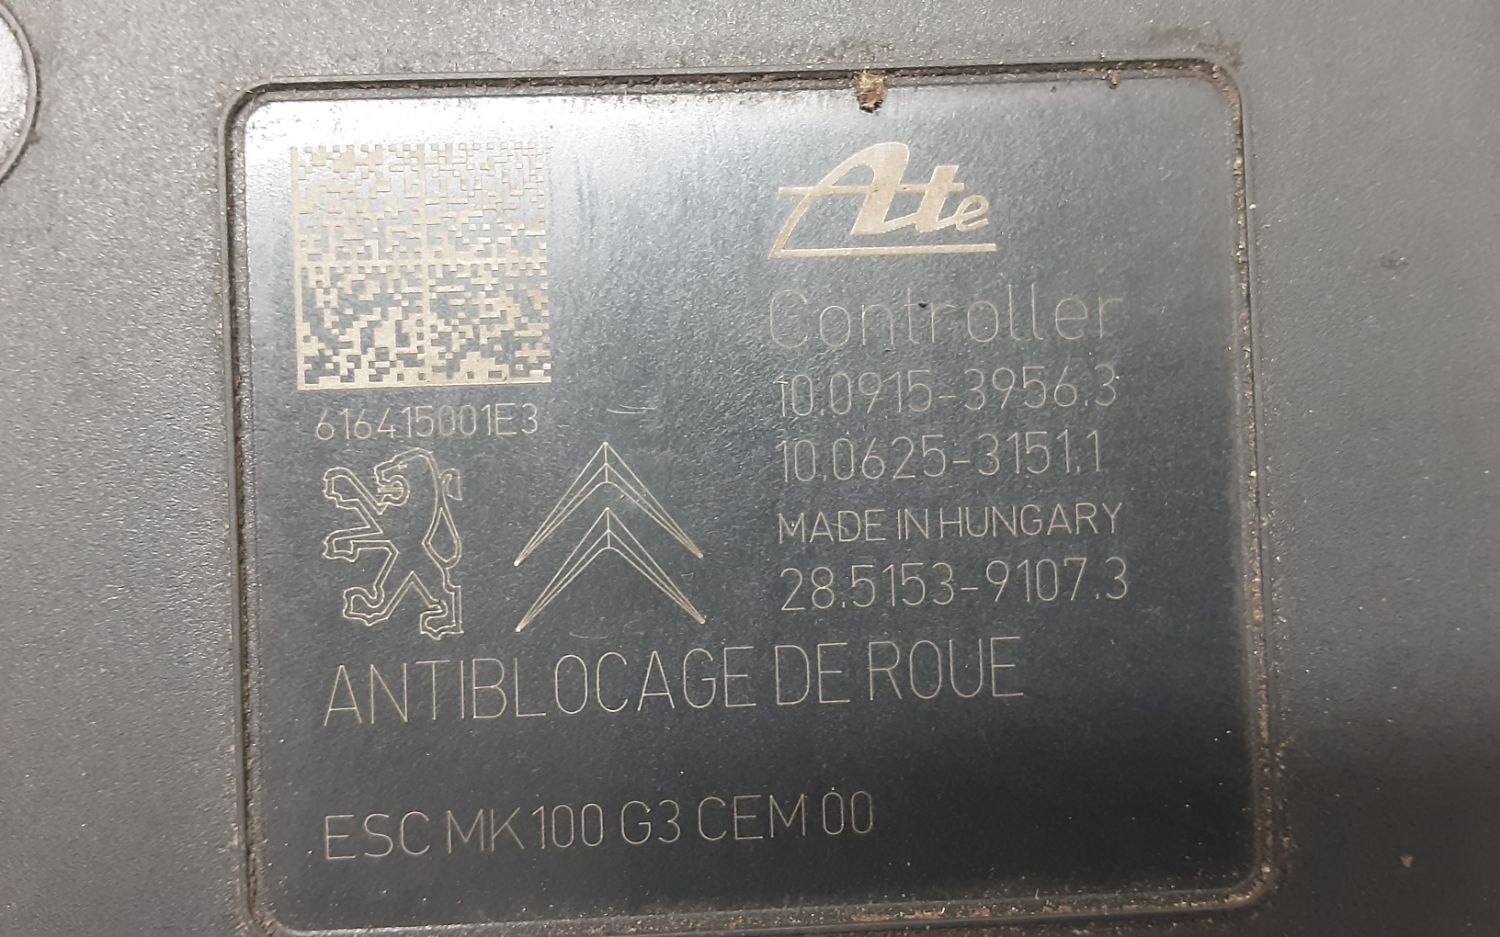 Ate
Controller
10.0915-3956.3
10.0625-3151.1
MADE IN HUNGARY
28.5153-9107.3
616415001E3
ANTIBLOCAGE DE ROUE
ESC MK100 G3 CEM 00